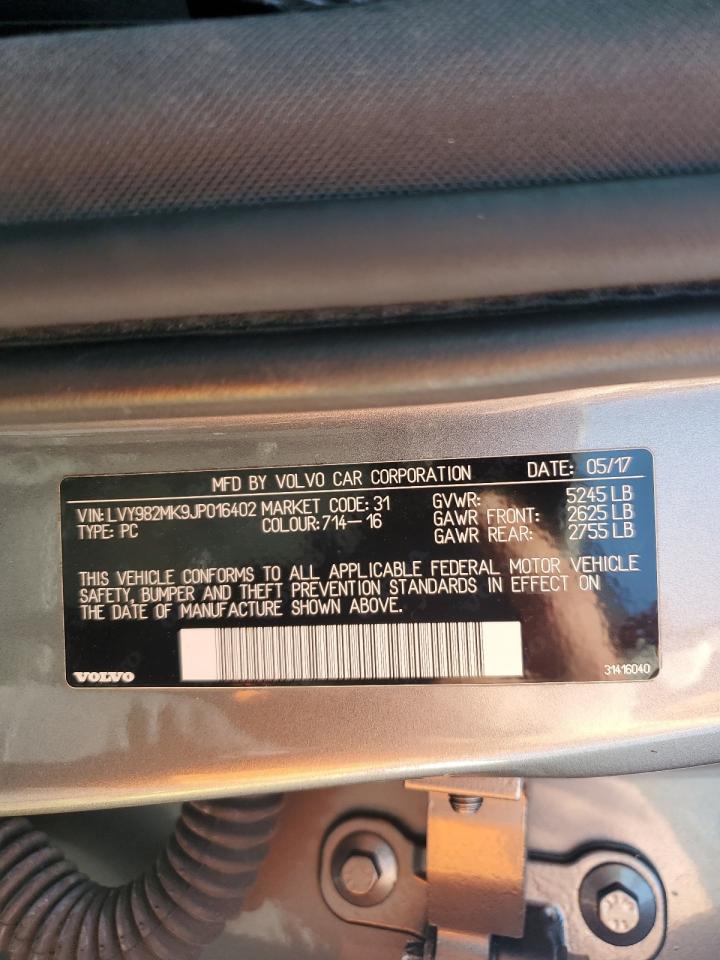 MFD BY VOLVO CAR CORPORATION DATE: 05/17
VIN: LVY982MK9JP016402 MARKET CODE: 31 GVWR: 5245 LB
TYPE: PC COLOUR: 714-16 GAWR FRONT: 2625 LB
GAWR REAR: 2755 LB
THIS VEHICLE CONFORMS TO ALL APPLICABLE FEDERAL MOTOR VEHICLE
SAFETY, BUMPER AND THEFT PREVENTION STANDARDS IN EFFECT ON
THE DATE OF MANUFACTURE SHOWN ABOVE.
VOLVO 31416040